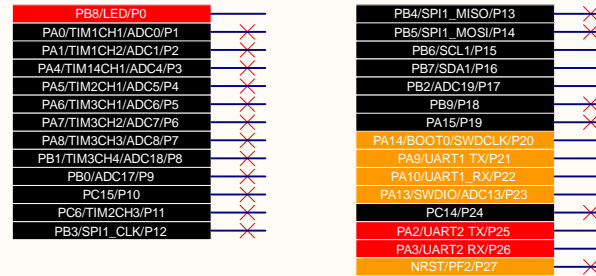 PB8/LED/P0
PA0/TIM1CH1/ADC0/P1
PA1/TIM1CH2/ADC1/P2
PA4/TIM14CH1/ADC4/P3
PA5/TIM2CH1/ADC5/P4
PA6/TIM3CH1/ADC6/P5
PA7/TIM3CH2/ADC7/P6
PA8/TIM3CH3/ADC8/P7
PB1/TIM3CH4/ADC18/P8
PB0/ADC17/P9
PC15/P10
PC6/TIM2CH3/P11
PB3/SPI1_CLK/P12
PB4/SPI1_MISO/P13
PB5/SPI1_MOSI/P14
PB6/SCL1/P15
PB7/SDA1/P16
PB2/ADC19/P17
PB9/P18
PA15/P19
PA14/BOOT0/SWDCLK/P20
PA9/UART1 TX/P21
PA10/UART1_RX/P22
PA13/SWDIO/ADC13/P23
PC14/P24
PA2/UART2 TX/P25
PA3/UART2 RX/P26
NRST/PF2/P27